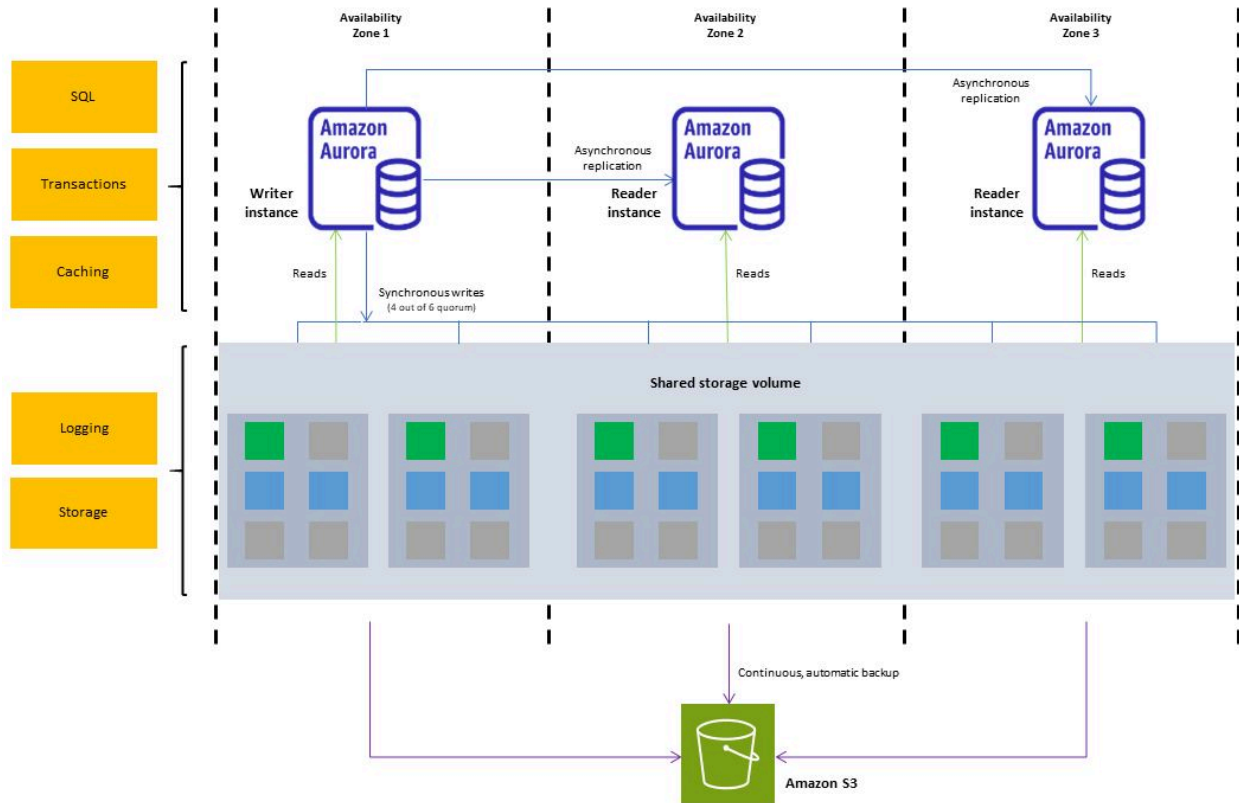 Availability
Zone 1
Availability
Zone 2
Availability
Zone 3
SQL
Transactions
Caching
Amazon
Aurora
Writer
instance
Asynchronous
replication
Amazon
Aurora
Reader
instance
Asynchronous
replication
Amazon
Aurora
Reader
instance
Reads
Synchronous writes
(4 out of 6 quorum)
Reads
Reads
Logging
Storage
Shared storage volume
Continuous, automatic backup
Amazon S3